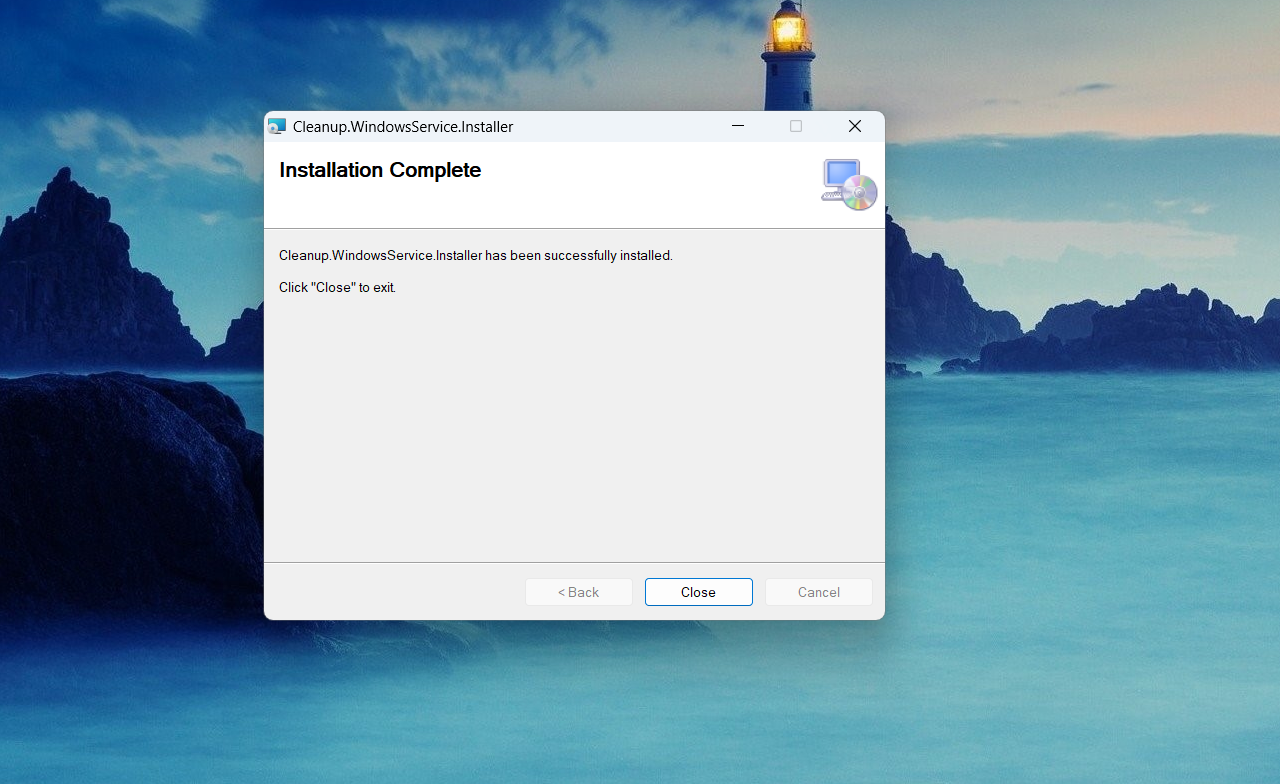 Cleanup.WindowsService.Installer
Installation Complete
Cleanup.WindowsService.Installer has been successfully installed.
Click "Close" to exit.
< Back
Close
Cancel